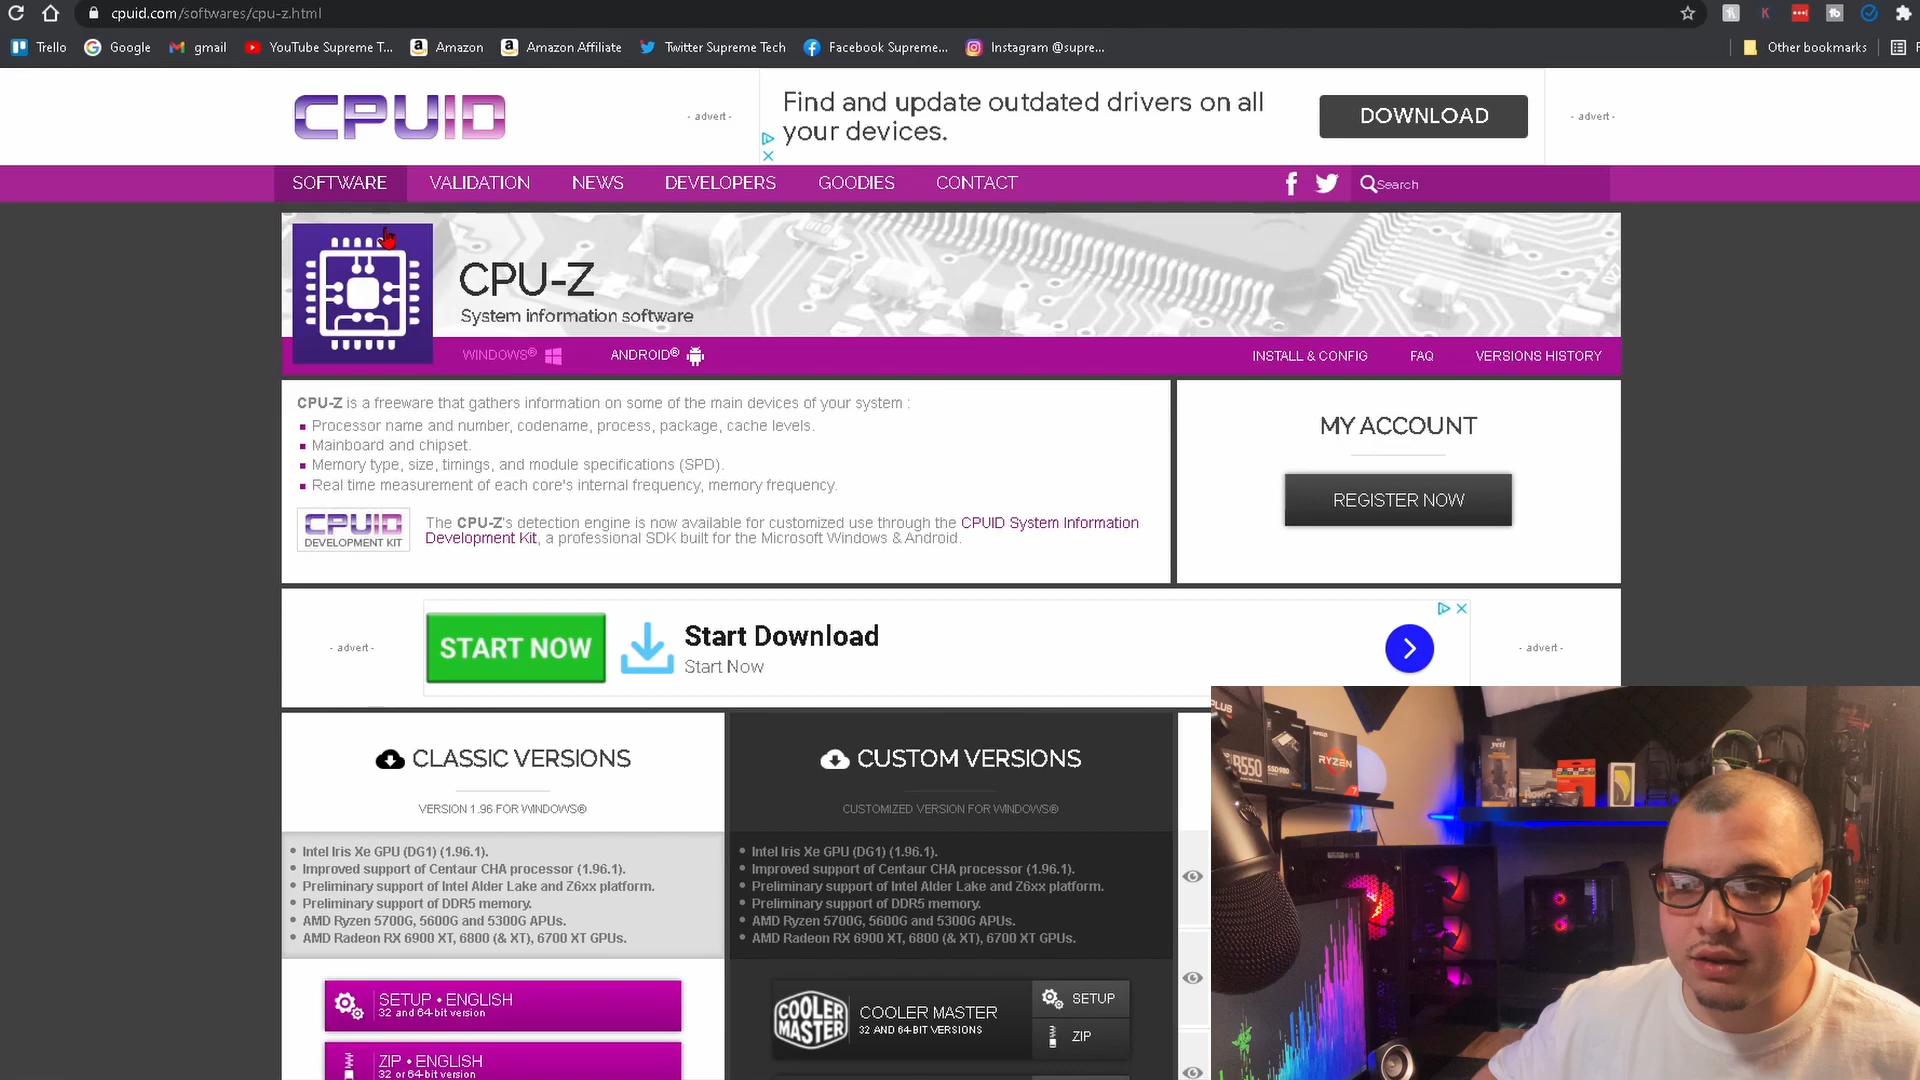 cpuid.com/softwares/cpu-z.html
Trello Google gmail YouTube Supreme T... Amazon Amazon Affiliate Twitter Supreme Tech Facebook Supreme... Instagram @supre... Other bookmarks
CPUID
- advert -
Find and update outdated drivers on all
your devices.
DOWNLOAD
- advert -
SOFTWARE VALIDATION NEWS DEVELOPERS GOODIES CONTACT Search
CPU-Z
System information software
WINDOWS® ANDROID® INSTALL & CONFIG FAQ VERSIONS HISTORY
CPU-Z is a freeware that gathers information on some of the main devices of your system :
Processor name and number, codename, process, package, cache levels.
Mainboard and chipset.
Memory type, size, timings, and module specifications (SPD).
Real time measurement of each core's internal frequency, memory frequency.
CPUID
DEVELOPMENT KIT
The CPU-Z's detection engine is now available for customized use through the CPUID System Information
Development Kit, a professional SDK built for the Microsoft Windows & Android.
MY ACCOUNT
REGISTER NOW
- advert -
START NOW
Start Download
Start Now
- advert -
CLASSIC VERSIONS
VERSION 1.96 FOR WINDOWS®
• Intel Iris Xe GPU (DG1) (1.96.1).
• Improved support of Centaur CHA processor (1.96.1).
• Preliminary support of Intel Alder Lake and Z6xx platform.
• Preliminary support of DDR5 memory.
• AMD Ryzen 5700G, 5600G and 5300G APUs.
• AMD Radeon RX 6900 XT, 6800 (& XT), 6700 XT GPUs.
SETUP • ENGLISH
32 and 64-bit version
ZIP • ENGLISH
32 or 64-bit version
CUSTOM VERSIONS
CUSTOMIZED VERSION FOR WINDOWS®
• Intel Iris Xe GPU (DG1) (1.96.1).
• Improved support of Centaur CHA processor (1.96.1).
• Preliminary support of Intel Alder Lake and Z6xx platform.
• Preliminary support of DDR5 memory.
• AMD Ryzen 5700G, 5600G and 5300G APUs.
• AMD Radeon RX 6900 XT, 6800 (& XT), 6700 XT GPUs.
COOLER
MASTER
COOLER MASTER
32 AND 64-BIT VERSIONS
SETUP
ZIP
PLUS
B550
SSD 980
RYZEN
7
yeti